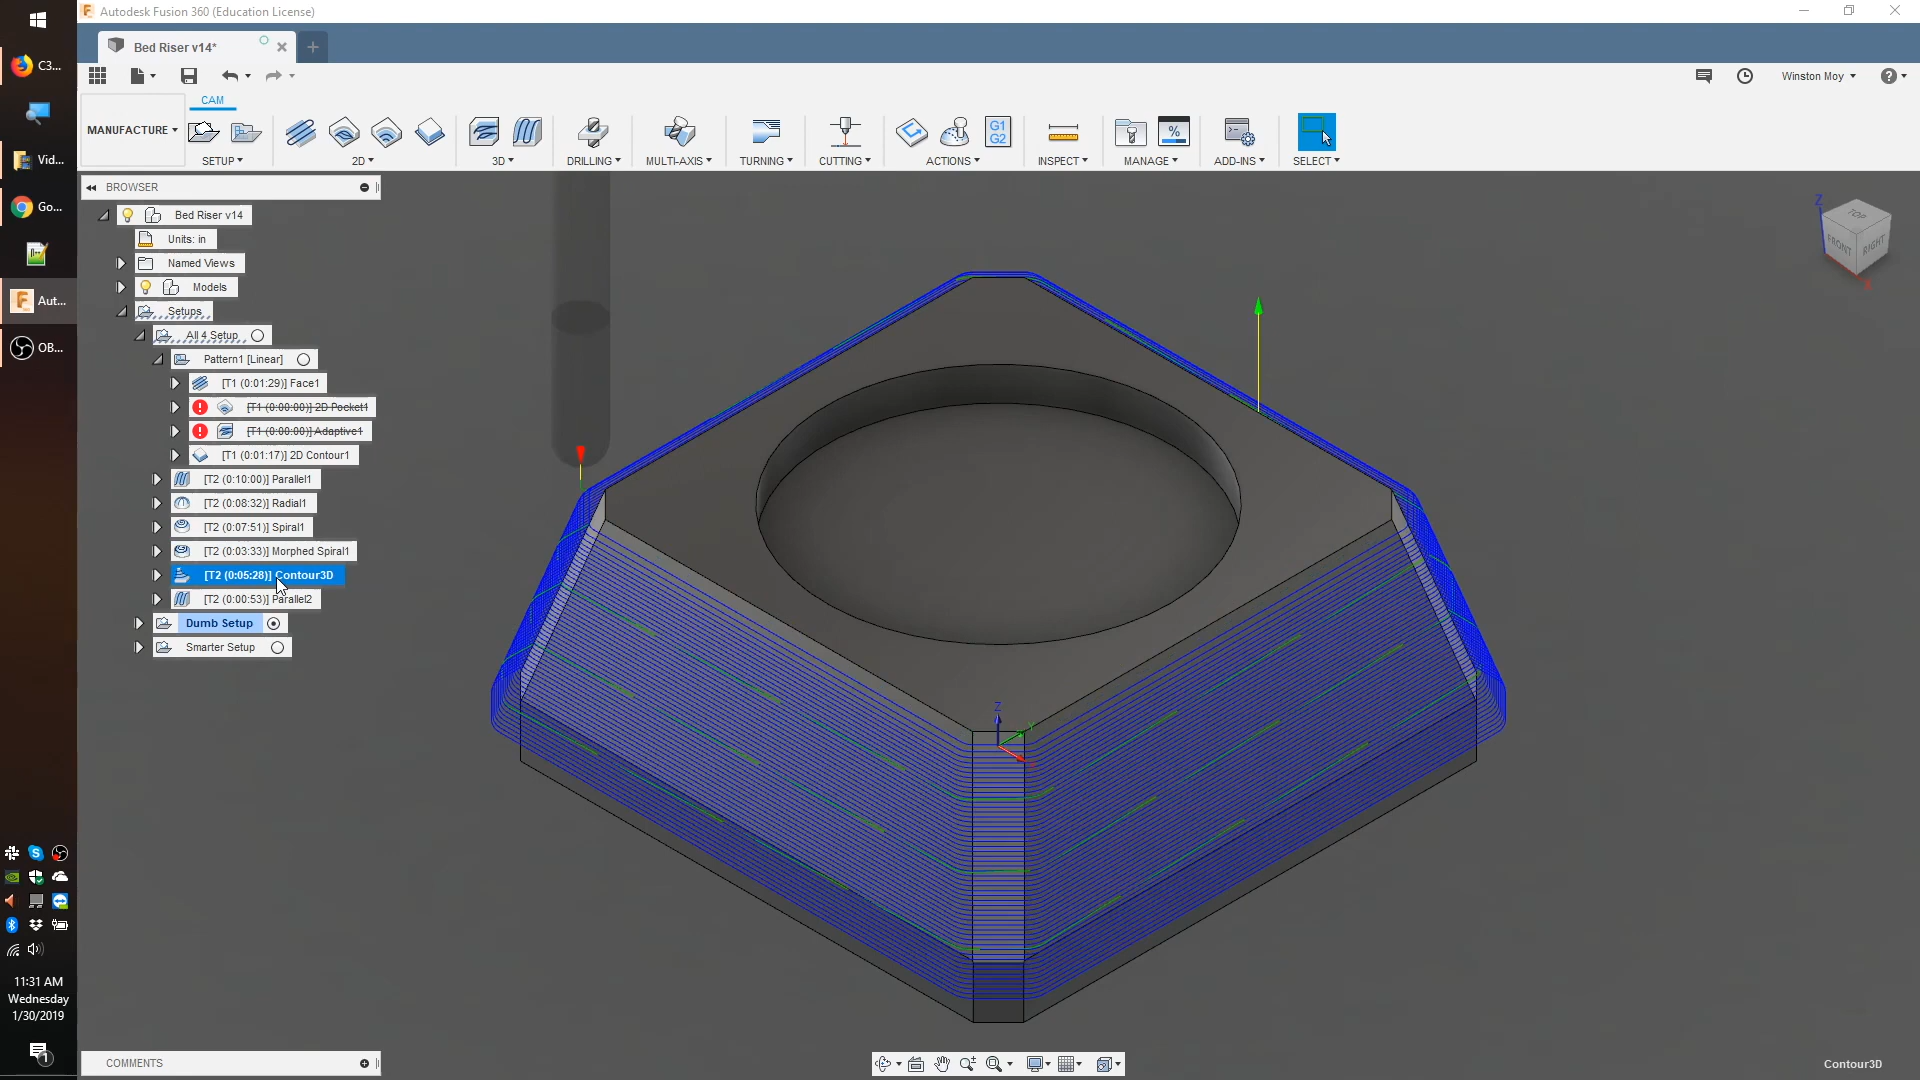 Autodesk Fusion 360 (Education License)
C3...
Bed Riser v14*
Winston Moy
CAM
MANUFACTURE
G1
G2
%
SETUP
2D
3D
DRILLING
MULTI-AXIS
TURNING
CUTTING
ACTIONS
INSPECT
MANAGE
ADD-INS
SELECT
Vid...
BROWSER
Go...
Bed Riser v14
Z
TOP
FRONT
RIGHT
X
Units: in
Named Views
Models
Aut...
Setups
All 4 Setup
OB...
Pattern1 [Linear]
[T1 (0:01:29)] Face1
[T1 (0:00:00)] 2D Pocket1
[T1 (0:00:00)] Adaptive1
[T1 (0:01:17)] 2D Contour1
[T2 (0:10:00)] Parallel1
[T2 (0:08:32)] Radial1
[T2 (0:07:51)] Spiral1
[T2 (0:03:33)] Morphed Spiral1
[T2 (0:05:28)] Contour3D
[T2 (0:00:53)] Parallel2
Dumb Setup
Smarter Setup
Z
Y
11:31 AM
Wednesday
1/30/2019
1
COMMENTS
Contour3D